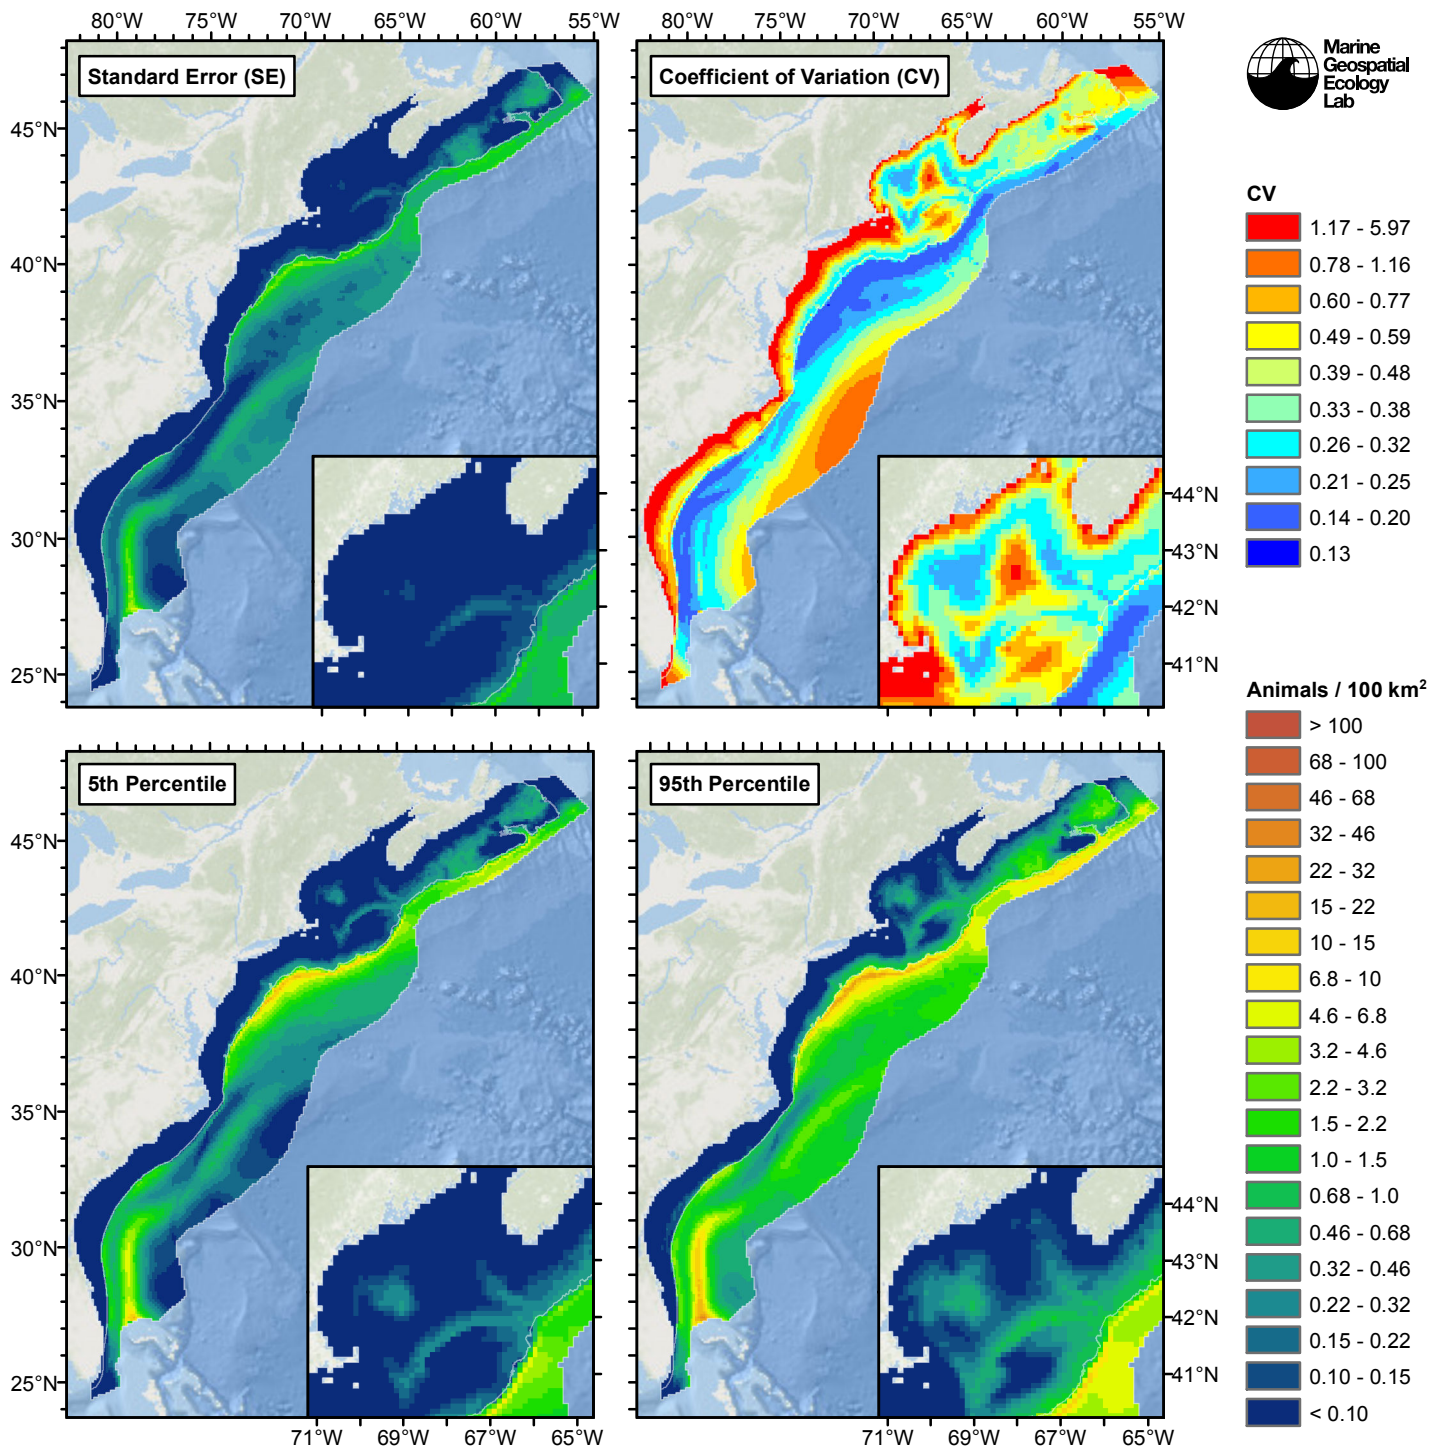 80°W 75°W 70°W 65°W 60°W 55°W
80°W 75°W 70°W 65°W 60°W 55°W
Standard Error (SE)
Coefficient of Variation (CV)
Marine
Geospatial
Ecology
Lab
45°N
40°N
35°N
30°N
25°N
44°N
43°N
42°N
41°N
CV
1.17 - 5.97
0.78 - 1.16
0.60 - 0.77
0.49 - 0.59
0.39 - 0.48
0.33 - 0.38
0.26 - 0.32
0.21 - 0.25
0.14 - 0.20
0.13
5th Percentile
95th Percentile
45°N
40°N
35°N
30°N
25°N
44°N
43°N
42°N
41°N
71°W 69°W 67°W 65°W
71°W 69°W 67°W 65°W
Animals / 100 km²
> 100
68 - 100
46 - 68
32 - 46
22 - 32
15 - 22
10 - 15
6.8 - 10
4.6 - 6.8
3.2 - 4.6
2.2 - 3.2
1.5 - 2.2
1.0 - 1.5
0.68 - 1.0
0.46 - 0.68
0.32 - 0.46
0.22 - 0.32
0.15 - 0.22
0.10 - 0.15
< 0.10